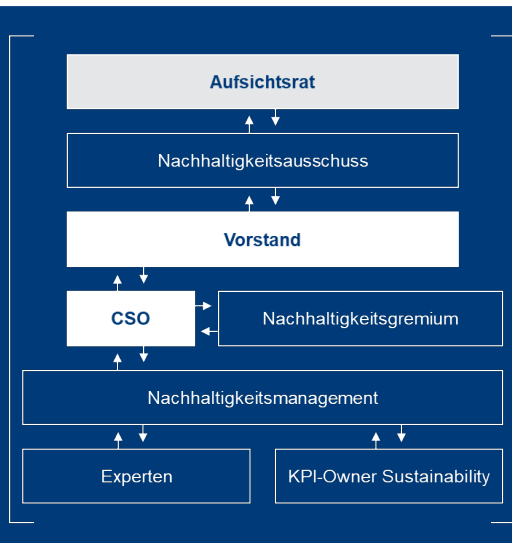 Aufsichtsrat
Nachhaltigkeitsausschuss
Vorstand
CSO
Nachhaltigkeitsgremium
Nachhaltigkeitsmanagement
Experten
KPI-Owner Sustainability